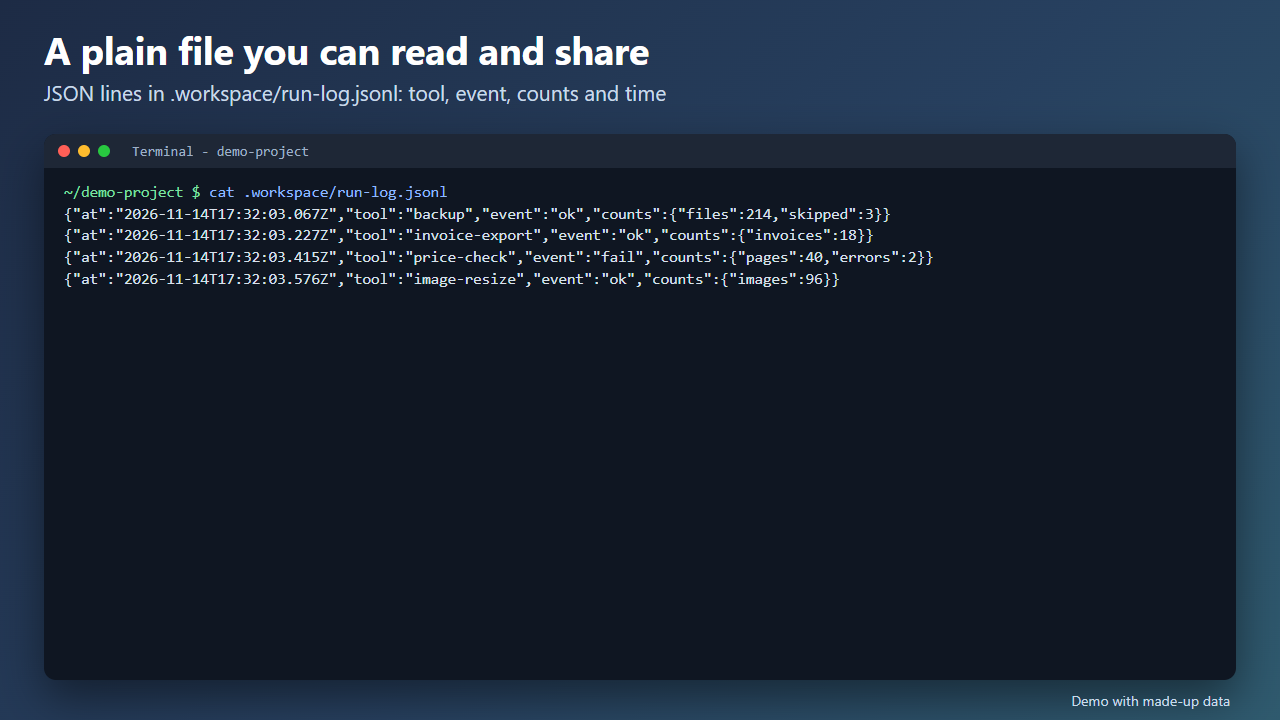 A plain file you can read and share
JSON lines in .workspace/run-log.jsonl: tool, event, counts and time
Terminal - demo-project
~/demo-project $ cat .workspace/run-log.jsonl
{"at":"2026-11-14T17:32:03.067Z","tool":"backup","event":"ok","counts":{"files":214,"skipped":3}}
{"at":"2026-11-14T17:32:03.227Z","tool":"invoice-export","event":"ok","counts":{"invoices":18}}
{"at":"2026-11-14T17:32:03.415Z","tool":"price-check","event":"fail","counts":{"pages":40,"errors":2}}
{"at":"2026-11-14T17:32:03.576Z","tool":"image-resize","event":"ok","counts":{"images":96}}
Demo with made-up data